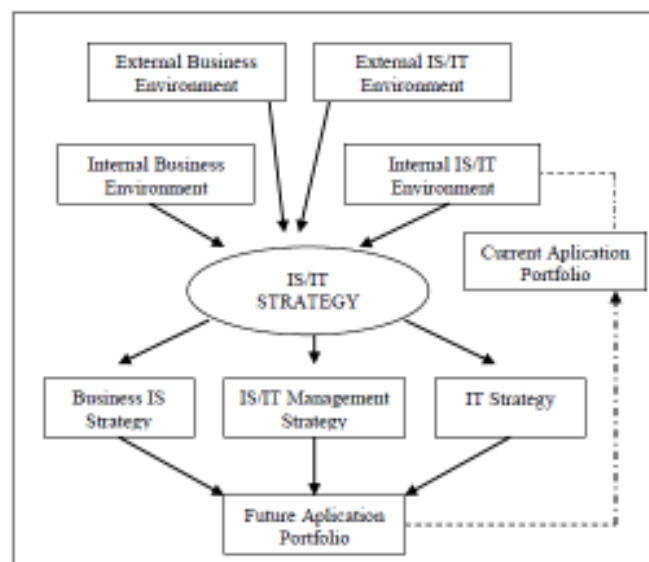 External Business
Environment
External IS/IT
Environment
Internal Business
Environment
Internal IS/IT
Environment
Current Aplication
Portfolio
IS/IT
STRATEGY
Business IS
Strategy
IS/IT Management
Strategy
IT Strategy
Future Aplication
Portfolio